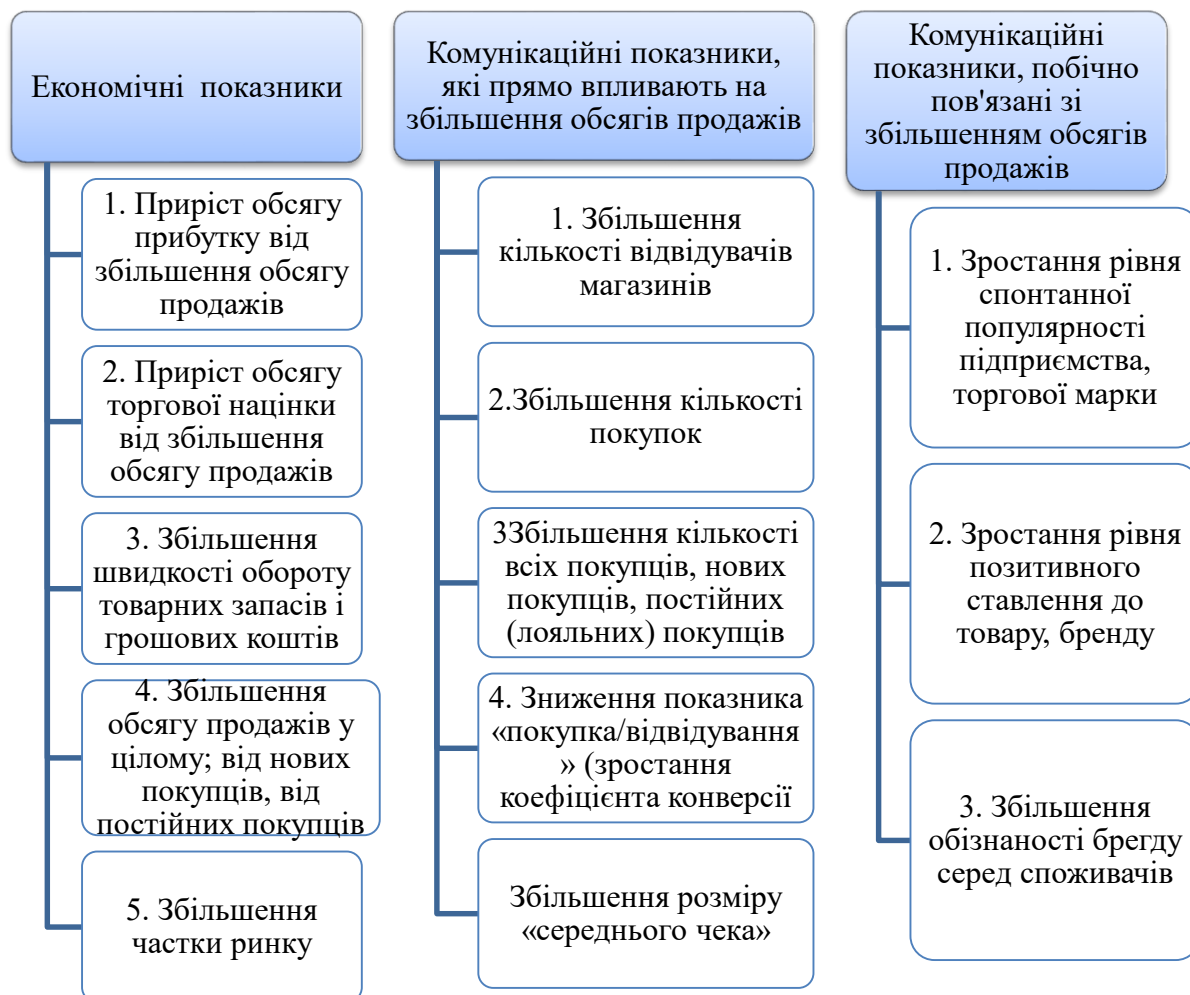 Економічні показники
1. Приріст обсягу
прибутку від
збільшення обсягу
продажів
2. Приріст обсягу
торгової націнки
від збільшення
обсягу продажів
3. Збільшення
швидкості обороту
товарних запасів і
грошових коштів
4. Збільшення
обсягу продажів у
цілому; від нових
покупців, від
постійних покупців
5. Збільшення
частки ринку
Комунікаційні показники,
які прямо впливають на
збільшення обсягів продажів
1. Збільшення
кількості відвідувачів
магазинів
2.Збільшення кількості
покупок
3Збільшення кількості
всіх покупців, нових
покупців, постійних
(лояльних) покупців
4. Зниження показника
«покупка/відвідування
» (зростання
коефіцієнта конверсії
Збільшення розміру
«середнього чека»
Комунікаційні
показники, побічно
пов'язані зі
збільшенням обсягів
продажів
1. Зростання рівня
спонтанної
популярності
підприємства,
торгової марки
2. Зростання рівня
позитивного
ставлення до
товару, бренду
3. Збільшення
обізнаності брегду
серед споживачів